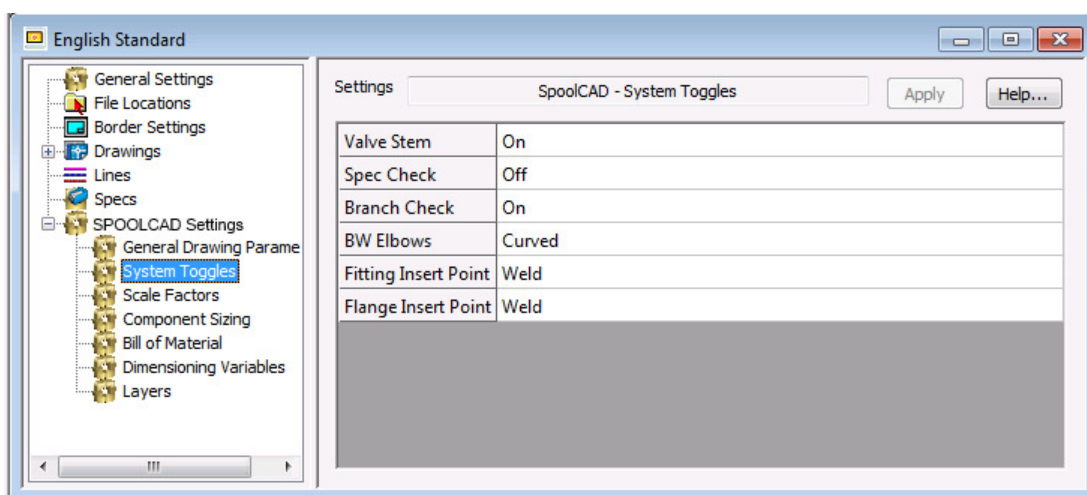 English Standard
General Settings
File Locations
Border Settings
Drawings
Lines
Specs
SPOOLCAD Settings
General Drawing Parame
System Toggles
Scale Factors
Component Sizing
Bill of Material
Dimensioning Variables
Layers
Settings SpoolCAD - System Toggles Apply Help...
Valve Stem On
Spec Check Off
Branch Check On
BW Elbows Curved
Fitting Insert Point Weld
Flange Insert Point Weld